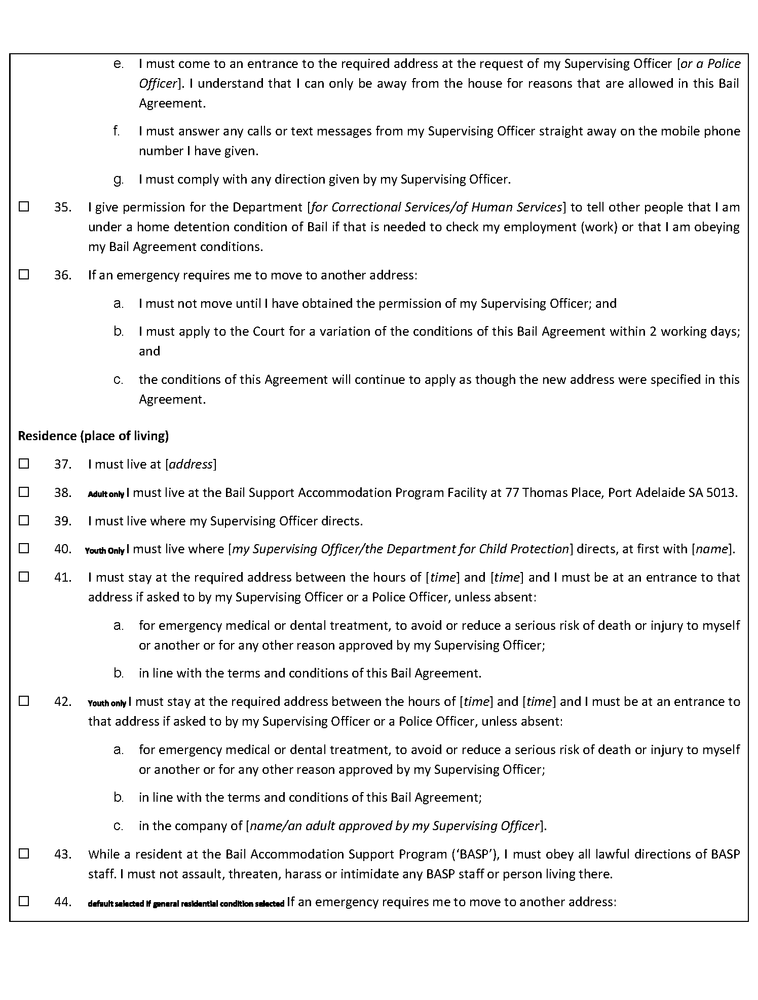 e. I must come to an entrance to the required address at the request of my Supervising Officer [or a Police
Officer]. I understand that I can only be away from the house for reasons that are allowed in this Bail
Agreement.
f. I must answer any calls or text messages from my Supervising Officer straight away on the mobile phone
number I have given.
g. I must comply with any direction given by my Supervising Officer.
☐ 35. I give permission for the Department [for Correctional Services/of Human Services] to tell other people that I am
under a home detention condition of Bail if that is needed to check my employment (work) or that I am obeying
my Bail Agreement conditions.
☐ 36. If an emergency requires me to move to another address:
a. I must not move until I have obtained the permission of my Supervising Officer; and
b. I must apply to the Court for a variation of the conditions of this Bail Agreement within 2 working days;
and
c. the conditions of this Agreement will continue to apply as though the new address were specified in this
Agreement.
Residence (place of living)
☐ 37. I must live at [address]
☐ 38. Adult only I must live at the Bail Support Accommodation Program Facility at 77 Thomas Place, Port Adelaide SA 5013.
☐ 39. I must live where my Supervising Officer directs.
☐ 40. Youth Only I must live where [my Supervising Officer/the Department for Child Protection] directs, at first with [name].
☐ 41. I must stay at the required address between the hours of [time] and [time] and I must be at an entrance to that
address if asked to by my Supervising Officer or a Police Officer, unless absent:
a. for emergency medical or dental treatment, to avoid or reduce a serious risk of death or injury to myself
or another or for any other reason approved by my Supervising Officer;
b. in line with the terms and conditions of this Bail Agreement.
☐ 42. Youth only I must stay at the required address between the hours of [time] and [time] and I must be at an entrance to
that address if asked to by my Supervising Officer or a Police Officer, unless absent:
a. for emergency medical or dental treatment, to avoid or reduce a serious risk of death or injury to myself
or another or for any other reason approved by my Supervising Officer;
b. in line with the terms and conditions of this Bail Agreement;
c. in the company of [name/an adult approved by my Supervising Officer].
☐ 43. While a resident at the Bail Accommodation Support Program (‘BASP’), I must obey all lawful directions of BASP
staff. I must not assault, threaten, harass or intimidate any BASP staff or person living there.
☐ 44. default selected if general residential condition selected If an emergency requires me to move to another address: